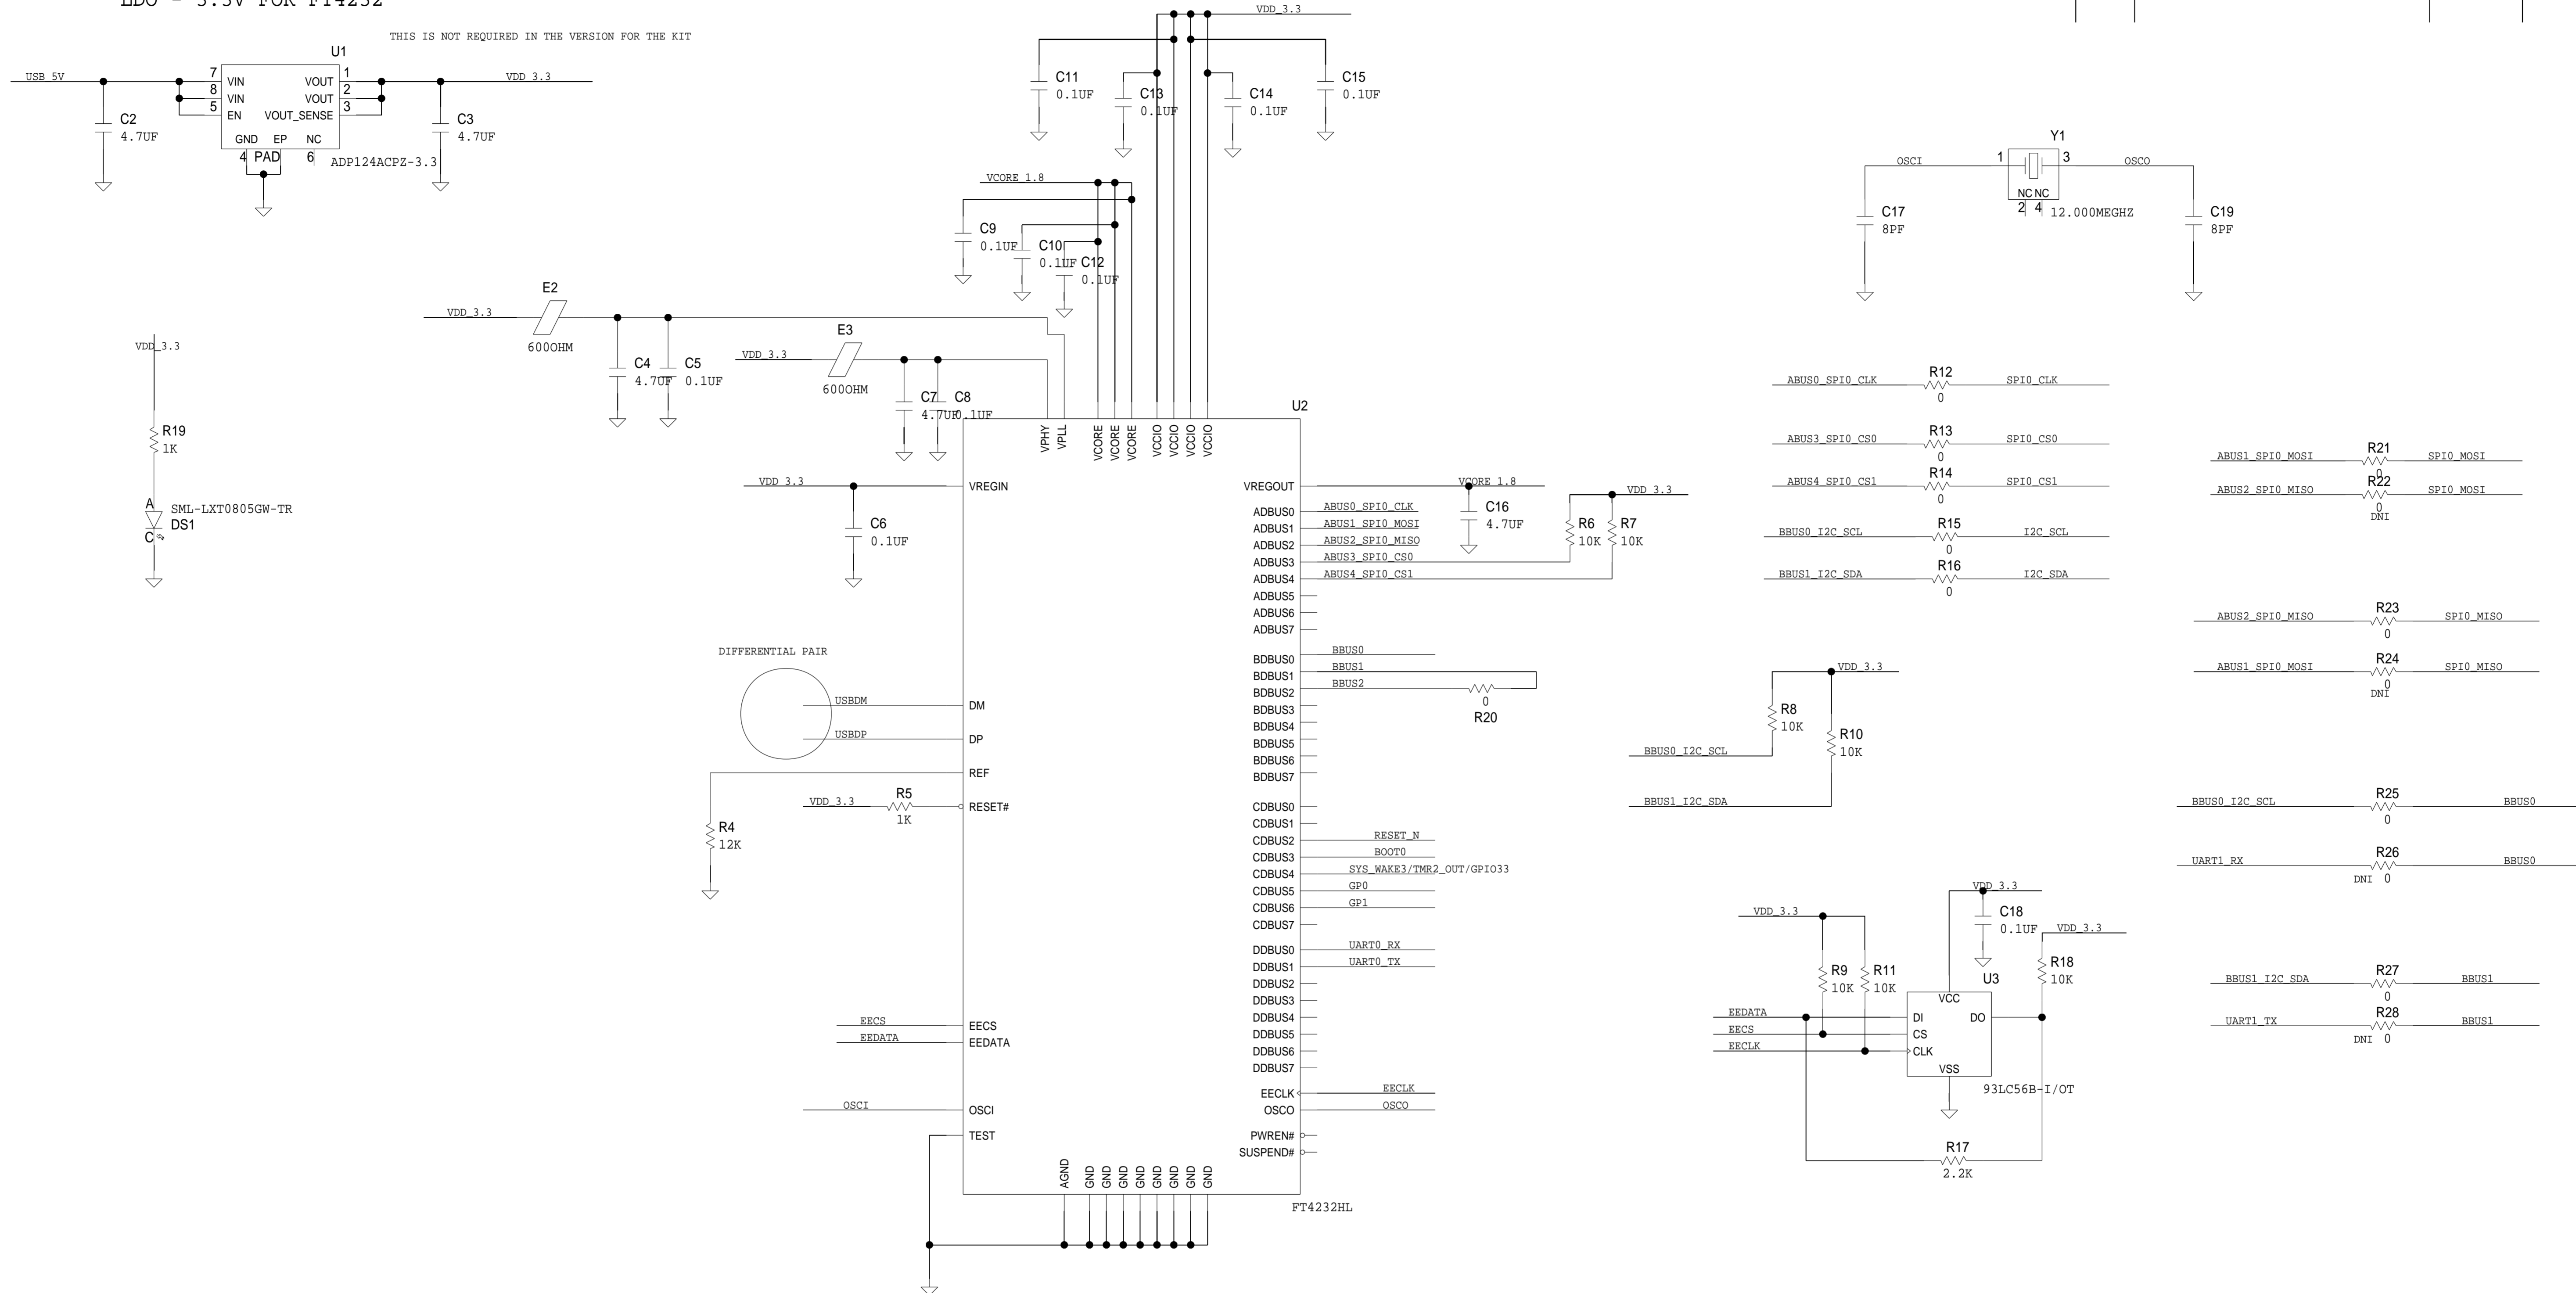 LDO - 3.3V FOR FT4232
THIS IS NOT REQUIRED IN THE VERSION FOR THE KIT
U1
USB_5V
7 VIN VOUT 1
8 VIN VOUT 2
5 EN VOUT_SENSE 3
GND EP NC
4 PAD 6
ADP124ACPZ-3.3
VDD_3.3
C2
4.7UF
C3
4.7UF
VDD_3.3
C11
0.1UF
C13
0.1UF
C14
0.1UF
C15
0.1UF
VCORE_1.8
C9
0.1UF
C10
0.1UF
C12
0.1UF
Y1
OSCI
1
3
OSCO
NC NC
2 4
12.000MEGHZ
C17
8PF
C19
8PF
VDD_3.3
E2
600OHM
C4
4.7UF
C5
0.1UF
VDD_3.3
E3
600OHM
C7
4.7UF
C8
0.1UF
VDD_3.3
R19
1K
A
SML-LXT0805GW-TR
DS1
C
U2
VPHY
VPLL
VCORE
VCORE
VCORE
VCCIO
VCCIO
VCCIO
VCCIO
VDD_3.3
VREGIN
C6
0.1UF
DIFFERENTIAL PAIR
USBDM
DM
USBDP
DP
REF
VDD_3.3
R5
1K
RESET#
R4
12K
EECS
EECS
EEDATA
EEDATA
OSCI
OSCI
TEST
AGND
GND
GND
GND
GND
GND
GND
GND
GND
FT4232HL
VREGOUT
VCORE_1.8
C16
4.7UF
ADBUS0 ABUS0_SPI0_CLK
ADBUS1 ABUS1_SPI0_MOSI
ADBUS2 ABUS2_SPI0_MISO
ADBUS3 ABUS3_SPI0_CS0
ADBUS4 ABUS4_SPI0_CS1
ADBUS5
ADBUS6
ADBUS7
VDD_3.3
R6
10K
R7
10K
BDBUS0 BBUS0
BDBUS1 BBUS1
BDBUS2 BBUS2
BDBUS3
BDBUS4
BDBUS5
BDBUS6
BDBUS7
0
R20
CDBUS0
CDBUS1
CDBUS2 RESET_N
CDBUS3 BOOT0
CDBUS4 SYS_WAKE3/TMR2_OUT/GPIO33
CDBUS5 GP0
CDBUS6 GP1
CDBUS7
DDBUS0 UART0_RX
DDBUS1 UART0_TX
DDBUS2
DDBUS3
DDBUS4
DDBUS5
DDBUS6
DDBUS7
EECLK EECLK
OSCO OSCO
PWREN#
SUSPEND#
ABUS0_SPI0_CLK R12 SPI0_CLK
0
ABUS3_SPI0_CS0 R13 SPI0_CS0
0
ABUS4_SPI0_CS1 R14 SPI0_CS1
0
BBUS0_I2C_SCL R15 I2C_SCL
0
BBUS1_I2C_SDA R16 I2C_SDA
0
VDD_3.3
R8
10K
R10
10K
BBUS0_I2C_SCL
BBUS1_I2C_SDA
VDD_3.3
C18
0.1UF
VDD_3.3
VDD_3.3
R9
10K
R11
10K
R18
10K
U3
VCC
EEDATA DI DO
EECS CS
EECLK CLK
VSS
93LC56B-I/OT
R17
2.2K
ABUS1_SPI0_MOSI R21 SPI0_MOSI
0
ABUS2_SPI0_MISO R22 SPI0_MOSI
0
DNI
ABUS2_SPI0_MISO R23 SPI0_MISO
0
ABUS1_SPI0_MOSI R24 SPI0_MISO
0
DNI
BBUS0_I2C_SCL R25 BBUS0
0
UART1_RX R26 BBUS0
DNI 0
BBUS1_I2C_SDA R27 BBUS1
0
UART1_TX R28 BBUS1
DNI 0